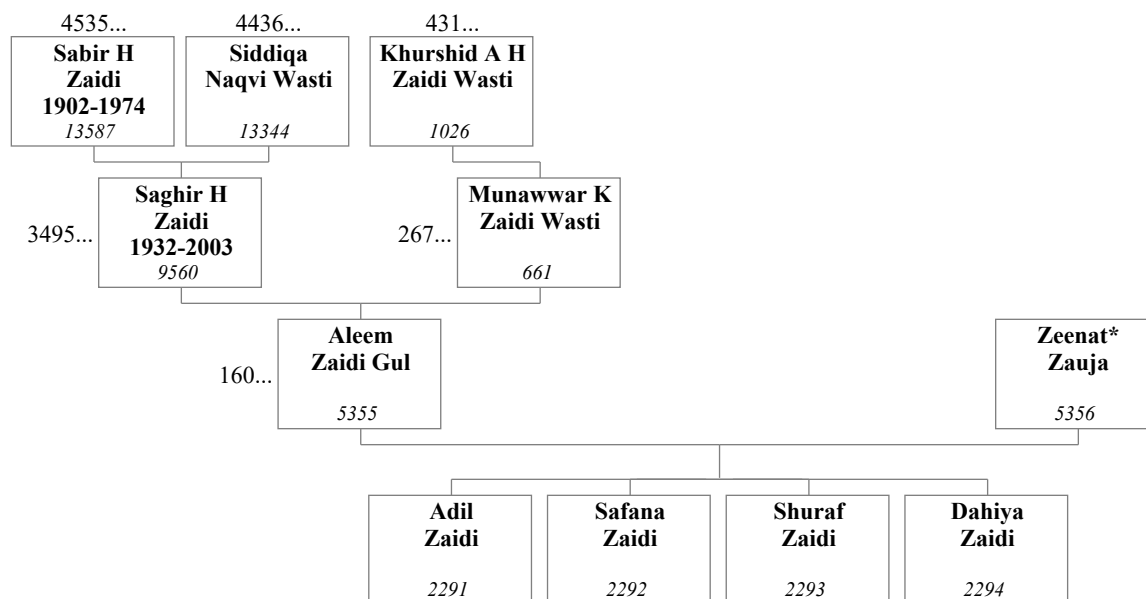 4535...
4436...
431...
Sabir H
Zaidi
1902-1974
13587
Siddiqa
Naqvi Wasti
13344
Khurshid A H
Zaidi Wasti
1026
3495...
Saghir H
Zaidi
1932-2003
9560
267...
Munawwar K
Zaidi Wasti
661
160...
Aleem
Zaidi Gul
5355
Zeenat*
Zauja
5356
Adil
Zaidi
2291
Safana
Zaidi
2292
Shuraf
Zaidi
2293
Dahiya
Zaidi
2294